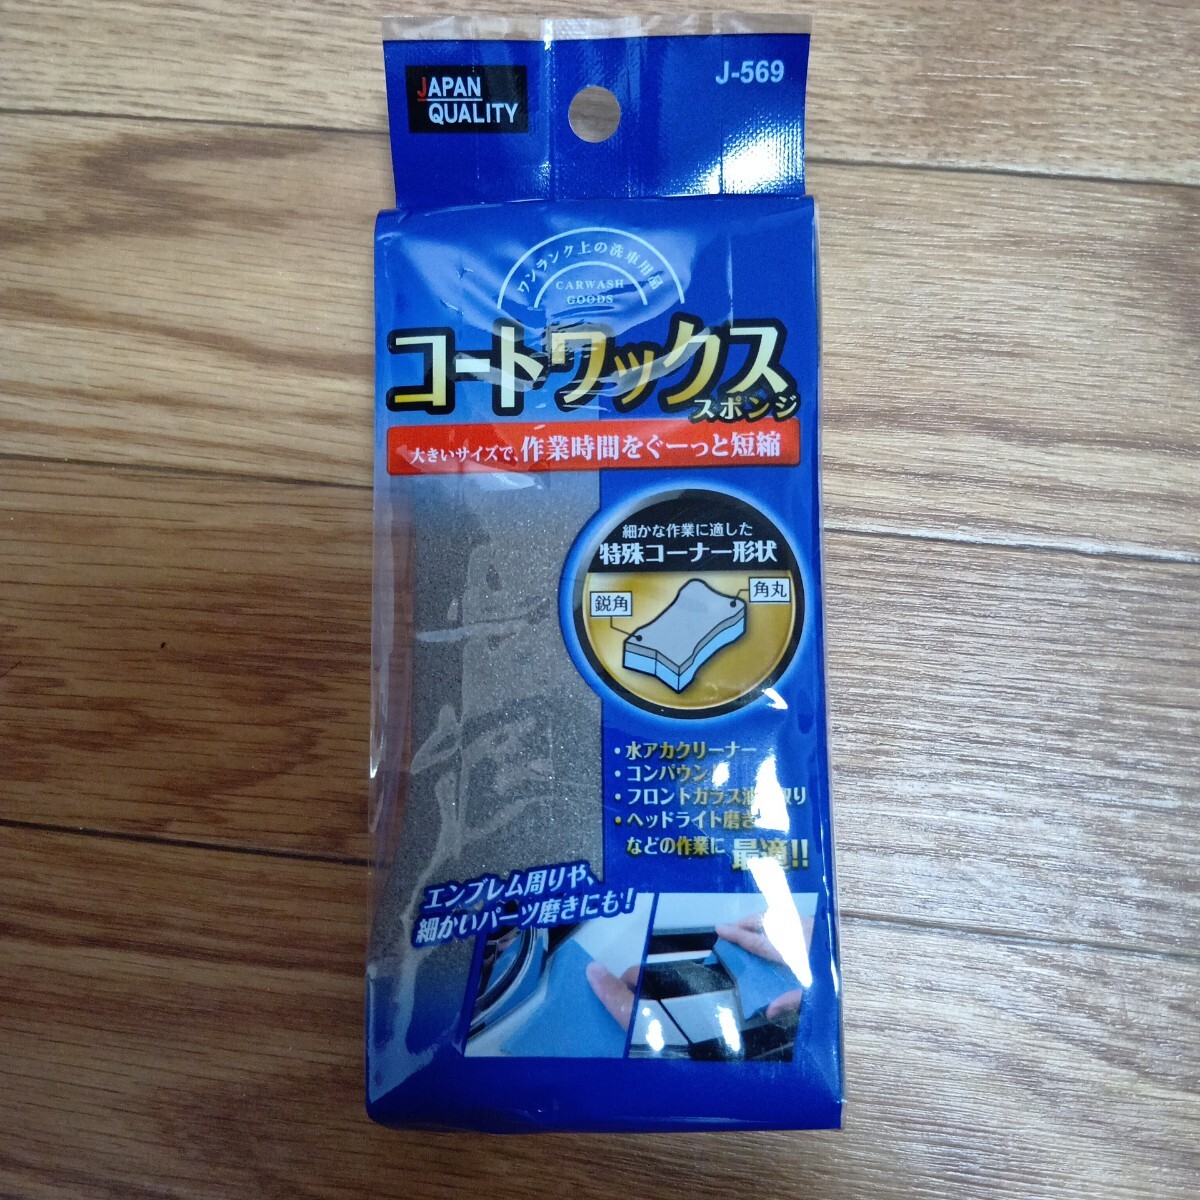 JAPAN
QUALITY
J-569
ワンランク上の洗車用品
CARWASH
GOODS
コートワックス
スポンジ
大きいサイズで、作業時間をぐーっと短縮
細かな作業に適した
特殊コーナー形状
鋭角
角丸
・水アカクリーナー
・コンパウン
・フロントガラス油 取り
・ヘッドライト磨き
などの作業に 最適!!
エンブレム周りや、
細かいパーツ磨きにも!